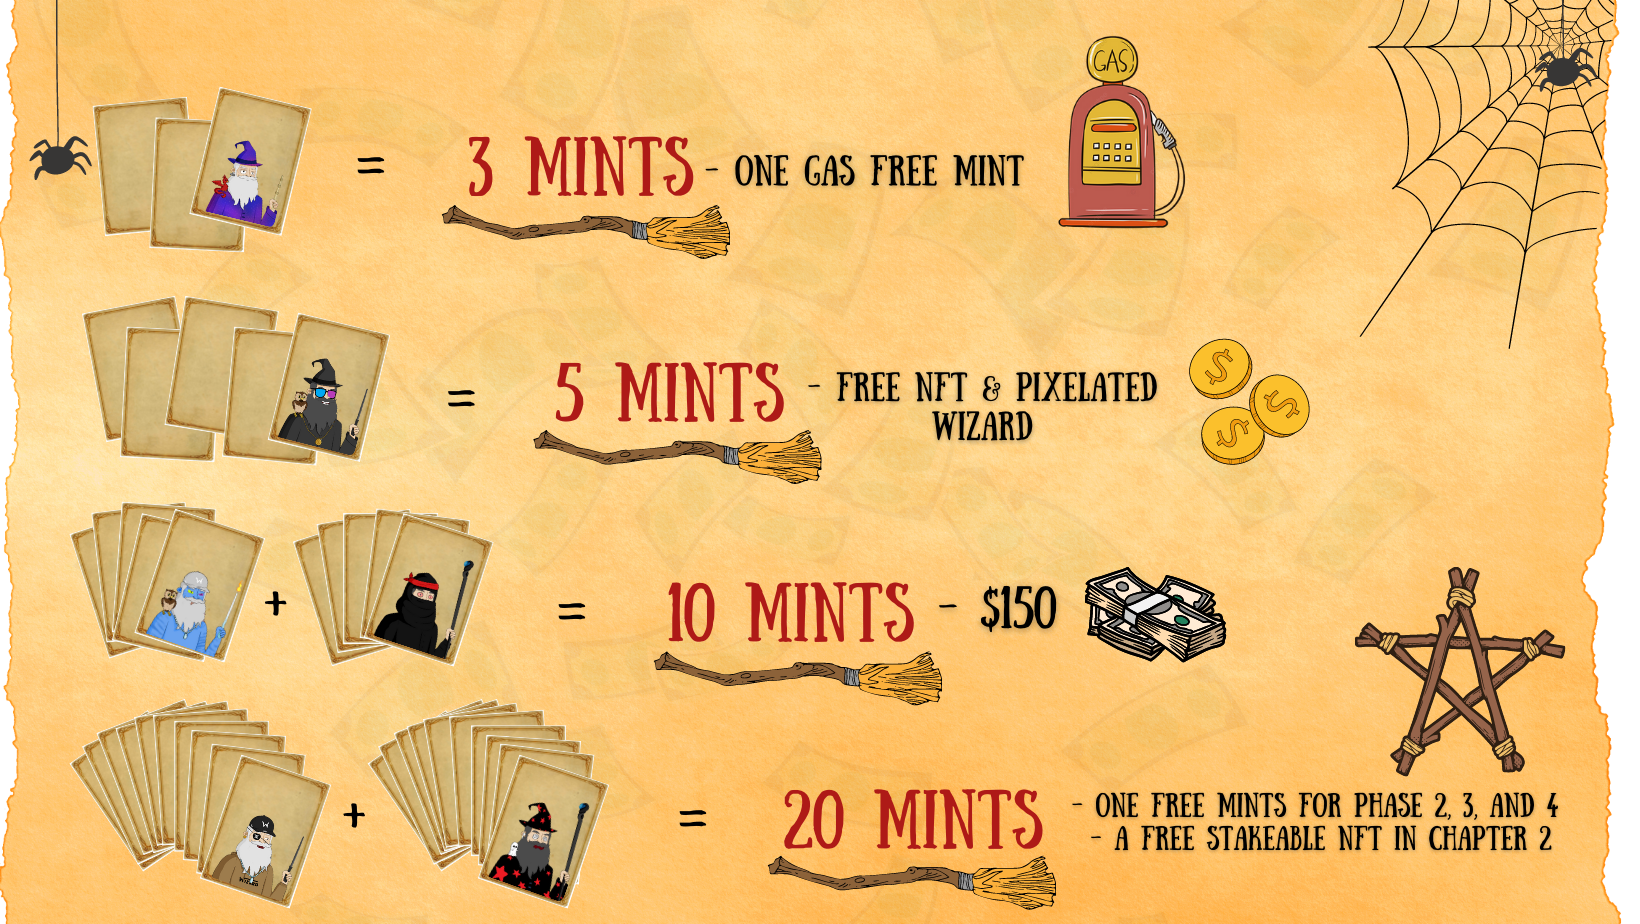 GAS
= 3 MINTS - ONE GAS FREE MINT
= 5 MINTS - FREE NFT & PIXELATED
WIZARD
+ = 10 MINTS - $150
+ = 20 MINTS - ONE FREE MINTS FOR PHASE 2, 3, AND 4
- A FREE STAKEABLE NFT IN CHAPTER 2